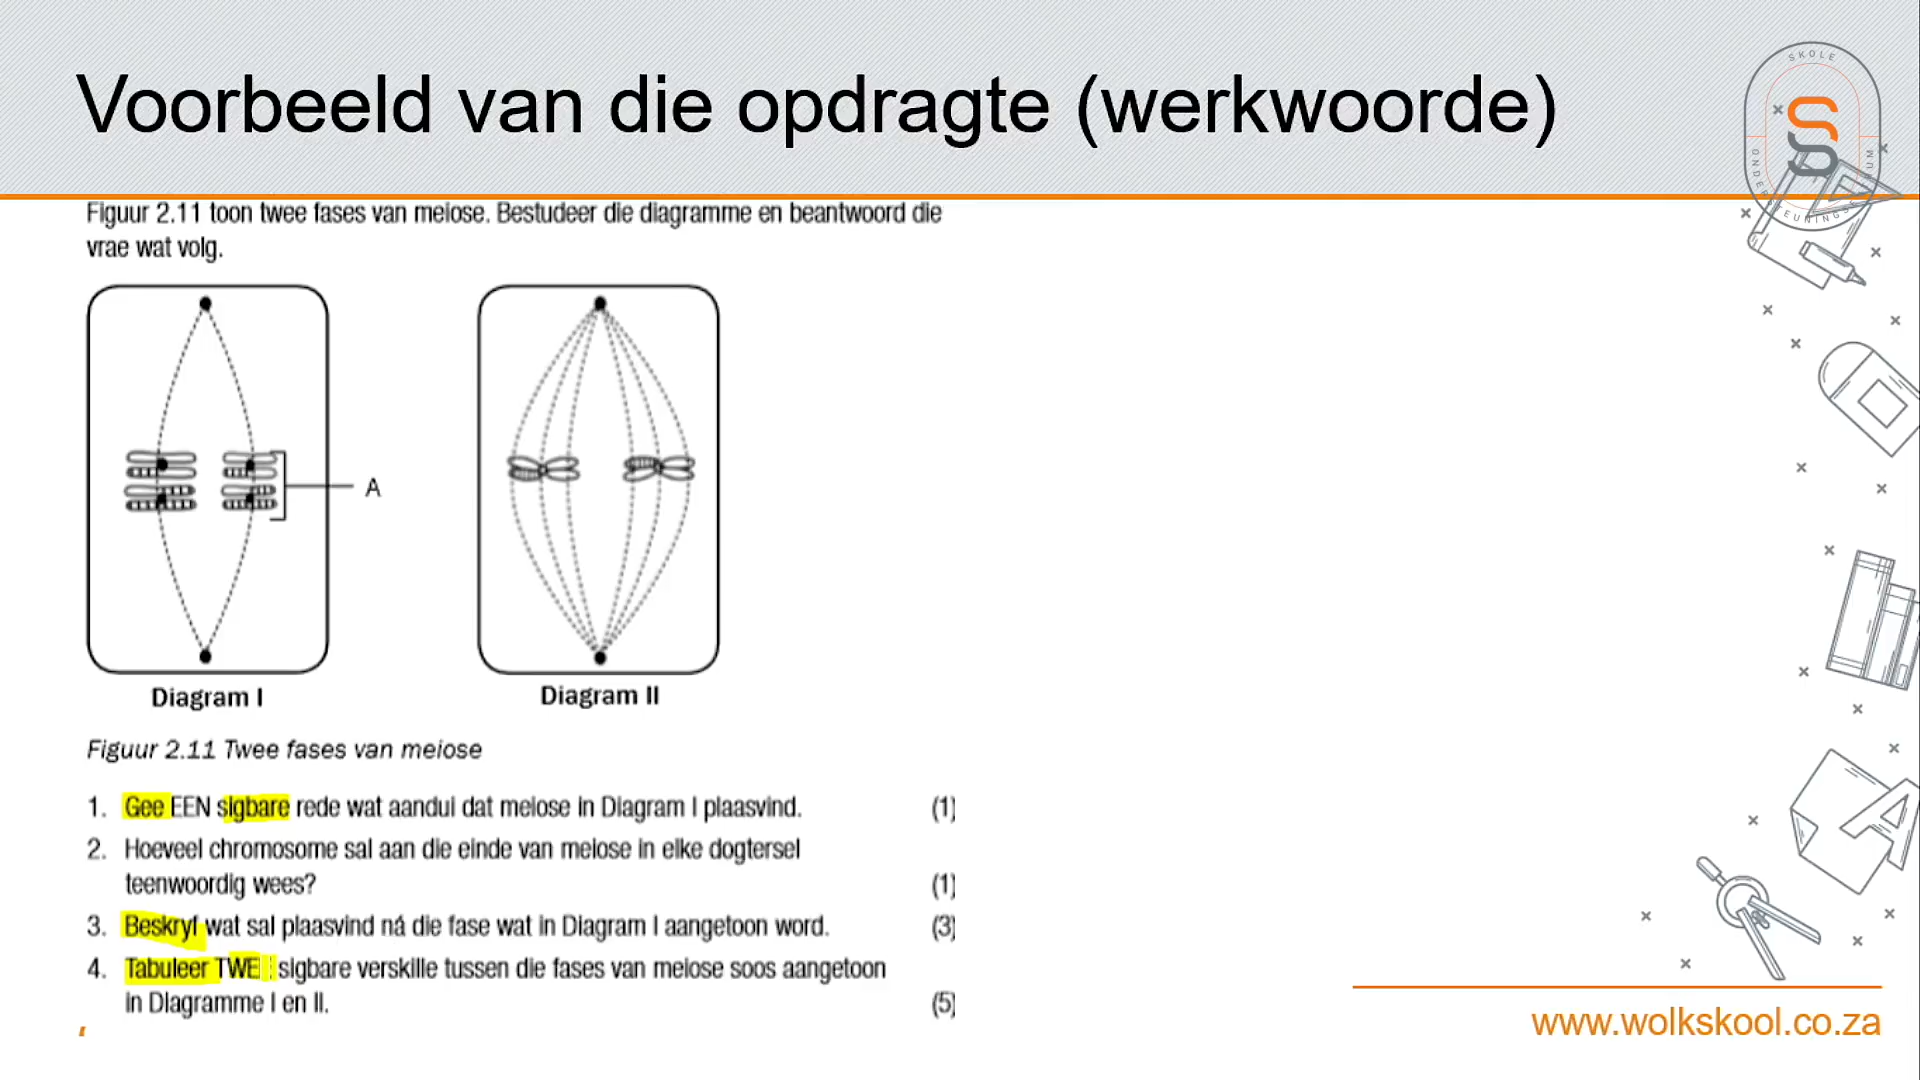 Voorbeeld van die opdragte (werkwoorde)
SKOLE
ONDERSTEUNINGSENTRUM
Figuur 2.11 toon twee fases van meiose. Bestudeer die diagramme en beantwoord die
vrae wat volg.
A
Diagram I
Diagram II
Figuur 2.11 Twee fases van meiose
1. Gee EEN sigbare rede wat aandui dat meiose in Diagram I plaasvind. (1)
2. Hoeveel chromosome sal aan die einde van meiose in elke dogtersel
teenwoordig wees? (1)
3. Beskryf wat sal plaasvind ná die fase wat in Diagram I aangetoon word. (3)
4. Tabuleer TWE sigbare verskille tussen die fases van meiose soos aangetoon
in Diagramme I en II. (5)
www.wolkskool.co.za